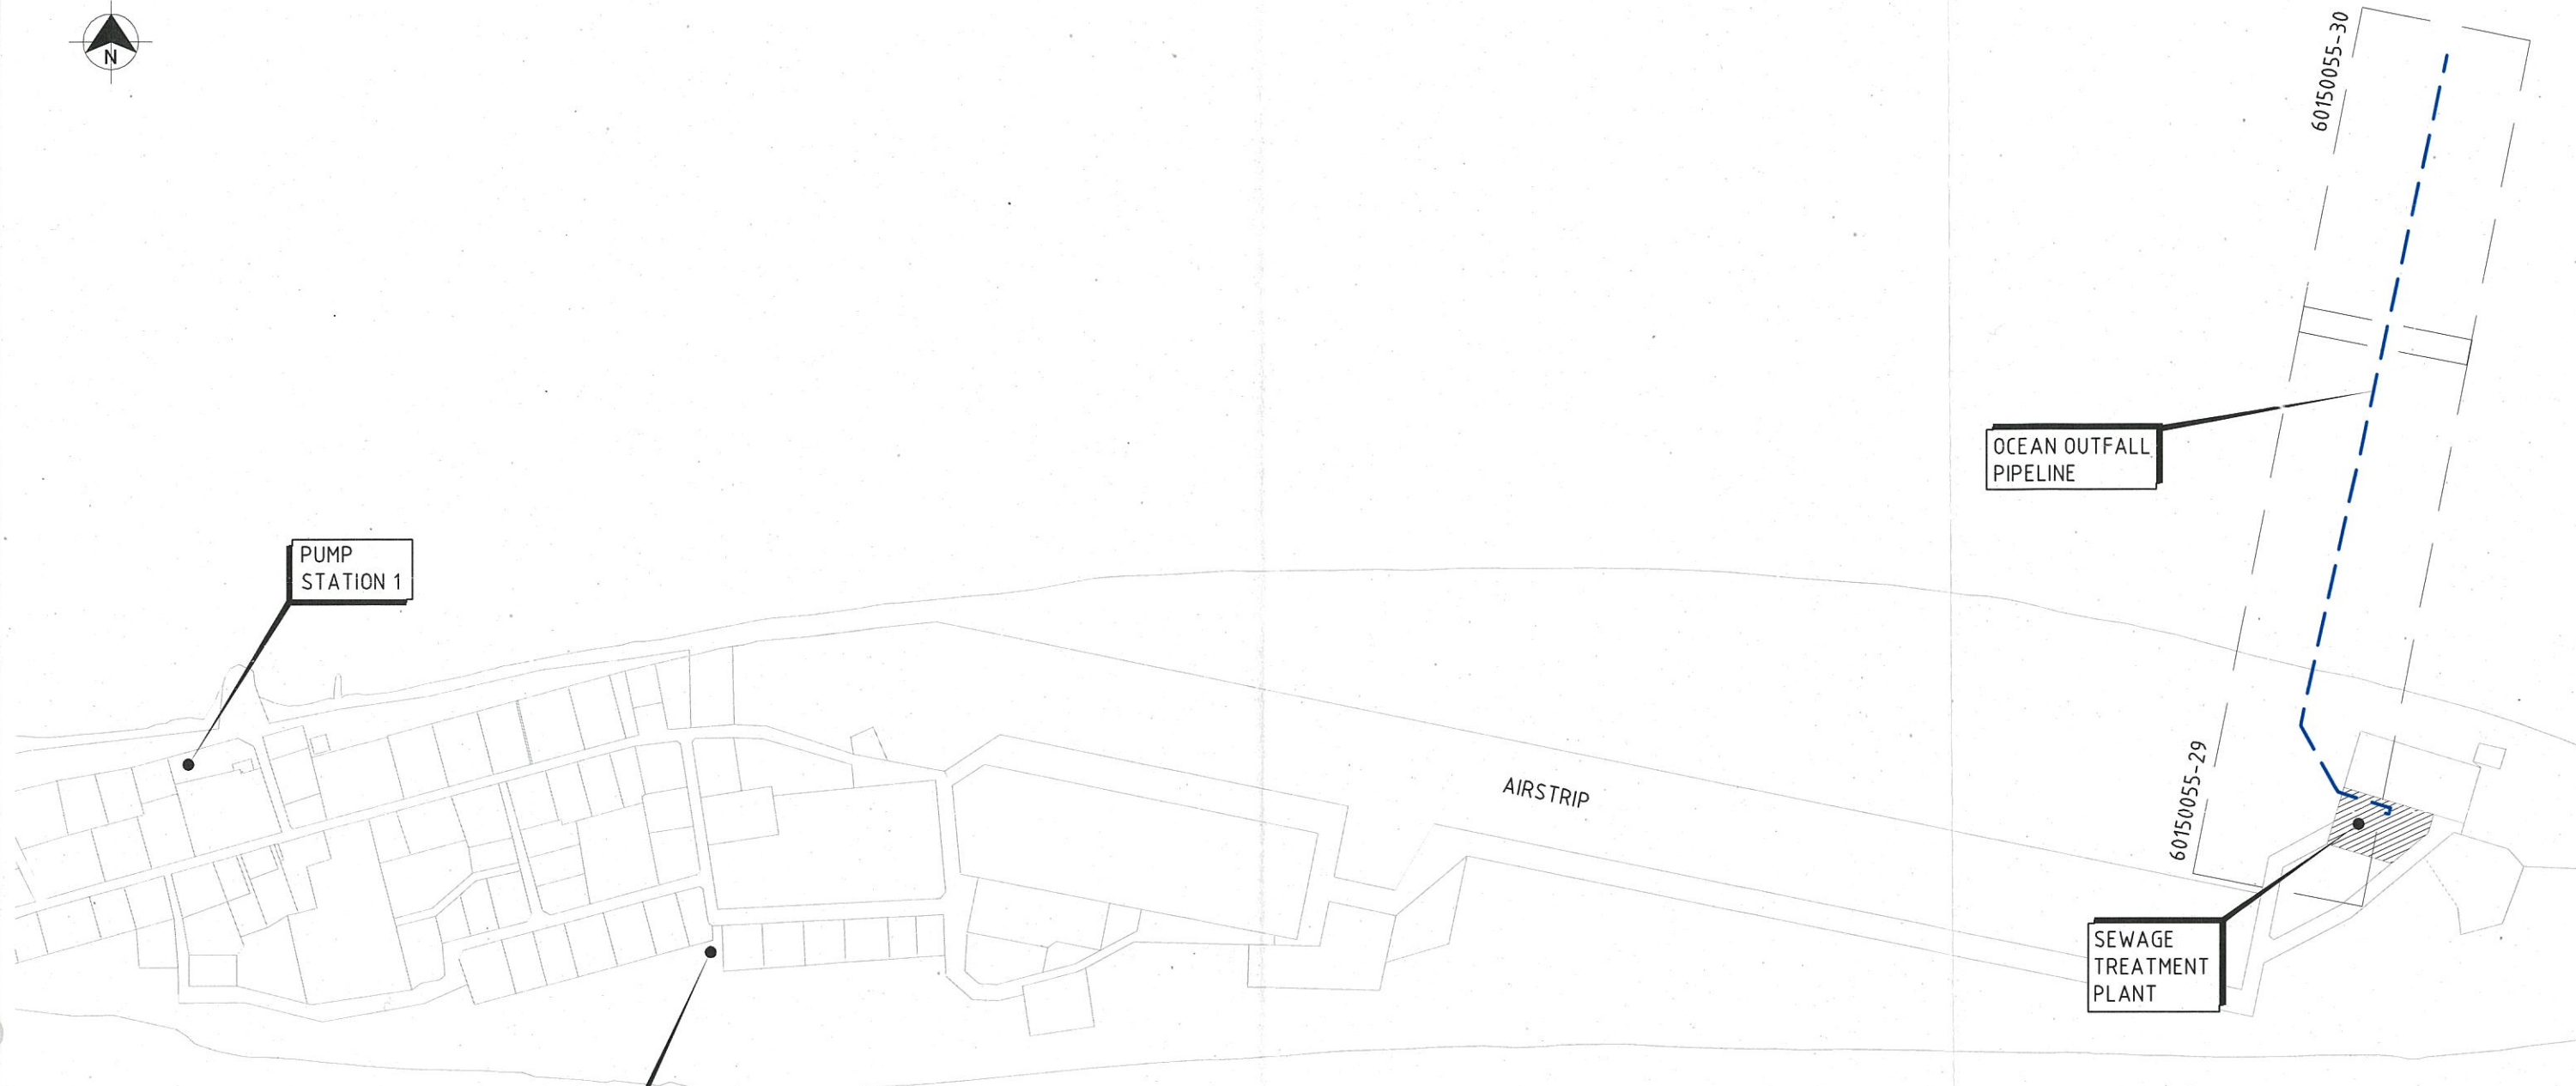 N
60150055-30
OCEAN OUTFALL
PIPELINE
PUMP
STATION 1
AIRSTRIP
60150055-29
SEWAGE
TREATMENT
PLANT